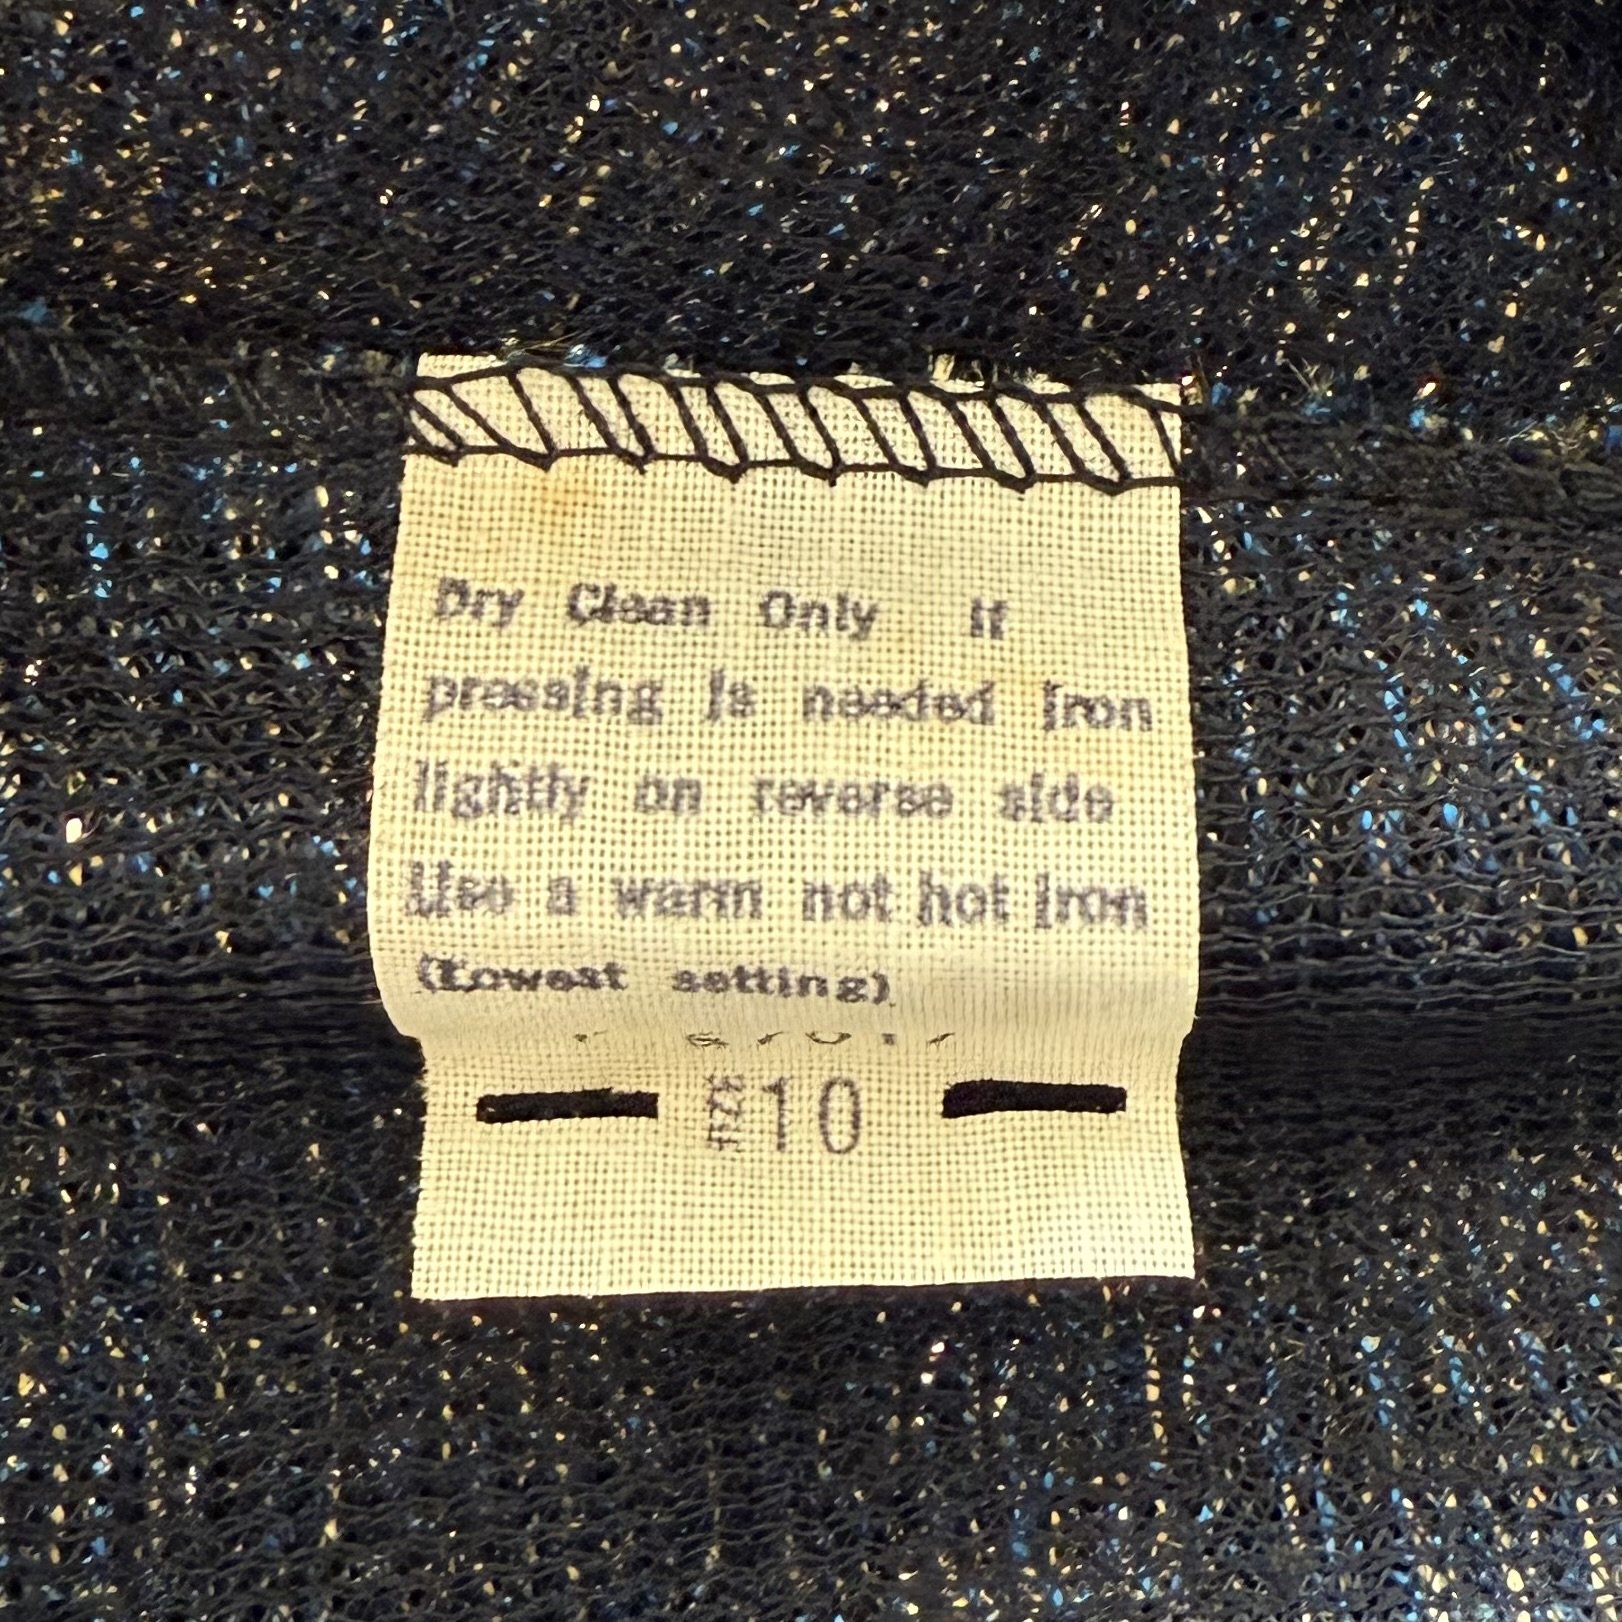 Dry Clean Only If
pressing is needed iron
lightly on reverse side
Use a warm not hot iron
(Lowest setting)
SIZE 10